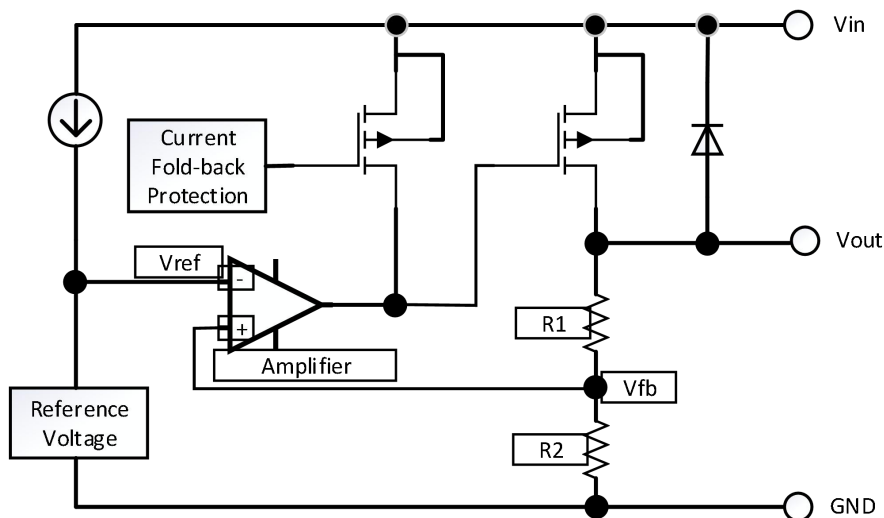 Vin
Current
Fold-back
Protection
Vref
-
+
Amplifier
Vout
R1
Vfb
Reference
Voltage
R2
GND